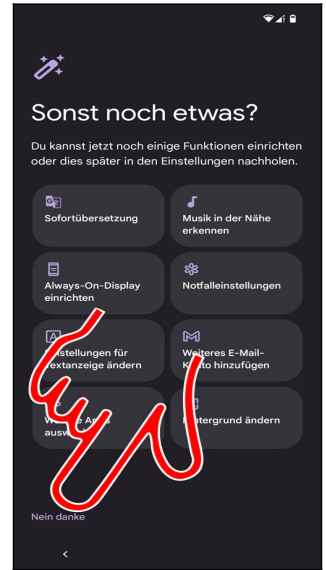 Sonst noch etwas?
Du kannst jetzt noch einige Funktionen einrichten
oder dies später in den Einstellungen nachholen.
Sofortübersetzung
Musik in der Nähe
erkennen
Always-On-Display
einrichten
Notfalleinstellungen
für
Textanzeige ändern
Weiteres E-Mail-
hinzufügen
ändern
Nein danke